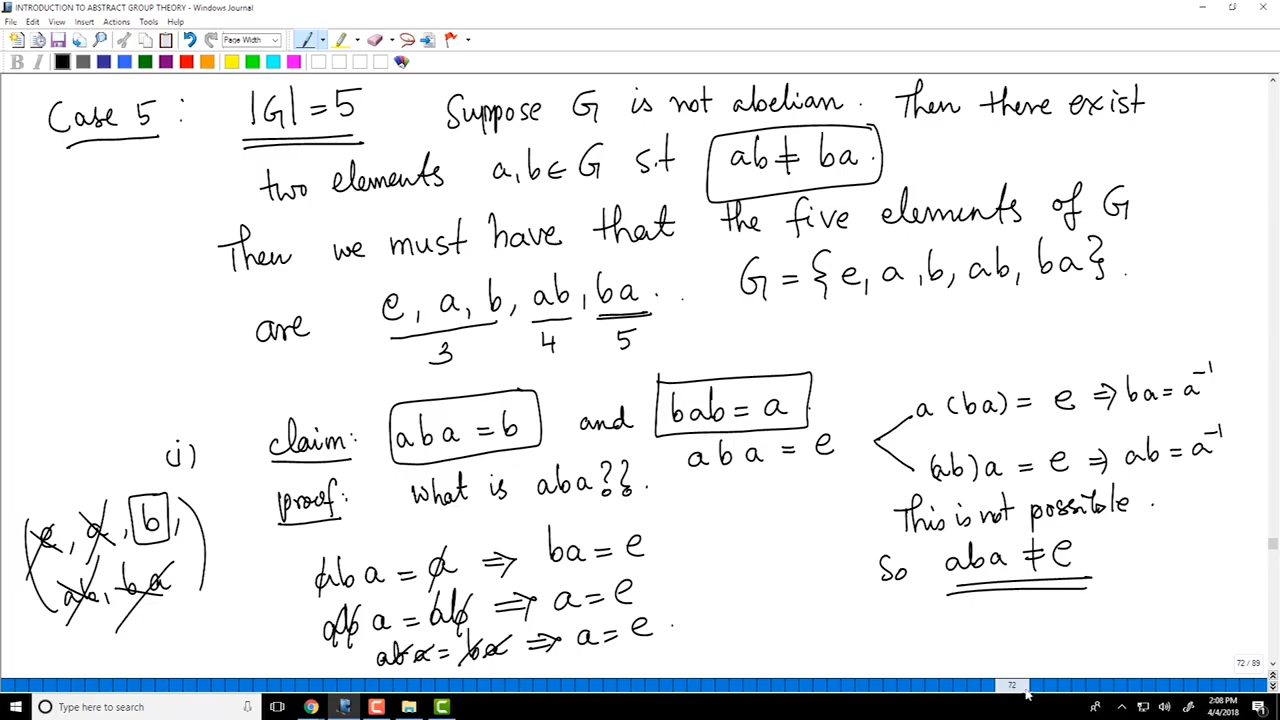 INTRODUCTION TO ABSTRACT GROUP THEORY - Windows Journal
File Edit View Insert Actions Tools Help
Page Width
B I
Case 5 : |G| = 5 Suppose G is not abelian . Then there exist
two elements a, b ∈ G s.t ab ≠ ba .
Then we must have that the five elements of G
are e, a, b, ab, ba . G = { e, a, b, ab, ba } .
3 4 5
i) claim: aba = b and bab = a . a (ba) = e ⇒ ba = a⁻¹
aba = e (ab) a = e ⇒ ab = a⁻¹
proof: What is aba ?? . This is not possible .
( e, a, b, ab, ba ) So aba ≠ e
aba = a ⇒ ba = e
aba = ab ⇒ a = e
aba = ba ⇒ a = e .
72 / 89
72
Type here to search
2:08 PM
4/4/2018